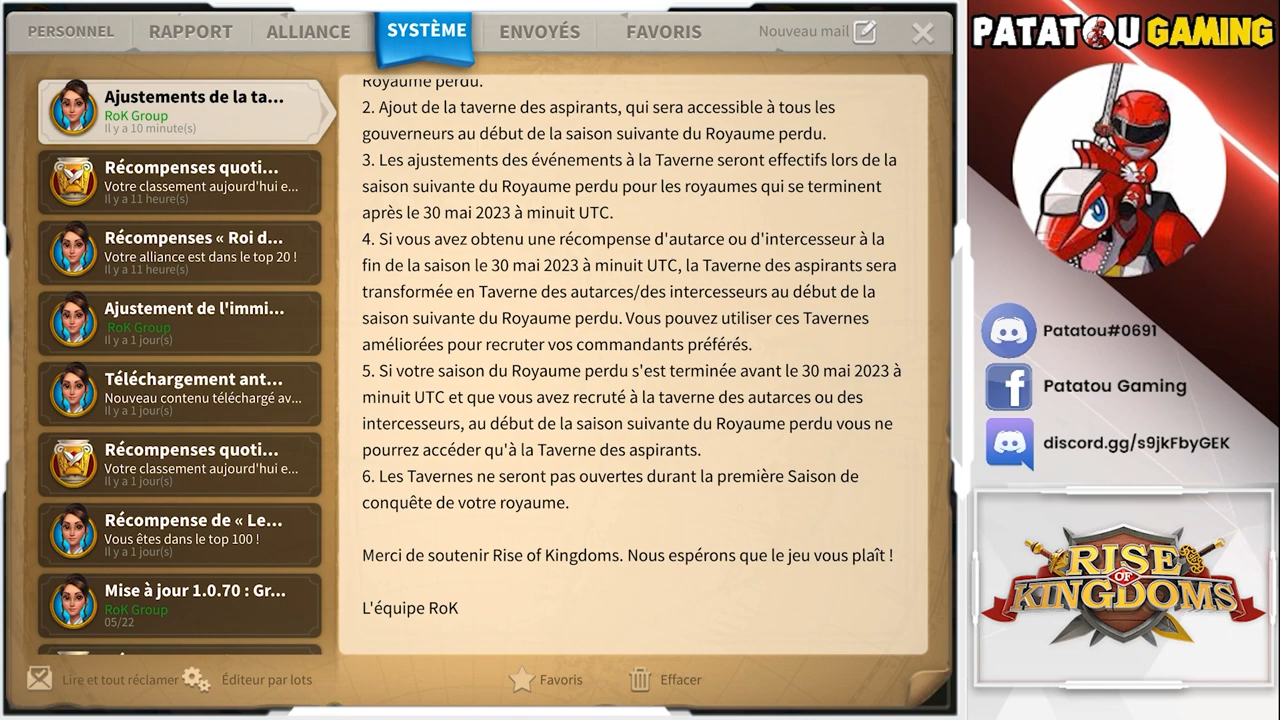 PERSONNEL RAPPORT ALLIANCE SYSTÈME ENVOYÉS FAVORIS Nouveau mail
Ajustements de la ta...
RoK Group
Il y a 10 minute(s)
Récompenses quoti...
Votre classement aujourd'hui e...
Il y a 11 heure(s)
Récompenses « Roi d...
Votre alliance est dans le top 20 !
Il y a 11 heure(s)
Ajustement de l'immi...
RoK Group
Il y a 1 jour(s)
Téléchargement ant...
Nouveau contenu téléchargé av...
Il y a 1 jour(s)
Récompenses quoti...
Votre classement aujourd'hui e...
Il y a 1 jour(s)
Récompense de « Le...
Vous êtes dans le top 100 !
Il y a 1 jour(s)
Mise à jour 1.0.70 : Gr...
RoK Group
05/22
Royaume perdu.
2. Ajout de la taverne des aspirants, qui sera accessible à tous les
gouverneurs au début de la saison suivante du Royaume perdu.
3. Les ajustements des événements à la Taverne seront effectifs lors de la
saison suivante du Royaume perdu pour les royaumes qui se terminent
après le 30 mai 2023 à minuit UTC.
4. Si vous avez obtenu une récompense d'autarce ou d'intercesseur à la
fin de la saison le 30 mai 2023 à minuit UTC, la Taverne des aspirants sera
transformée en Taverne des autarces/des intercesseurs au début de la
saison suivante du Royaume perdu. Vous pouvez utiliser ces Tavernes
améliorées pour recruter vos commandants préférés.
5. Si votre saison du Royaume perdu s'est terminée avant le 30 mai 2023 à
minuit UTC et que vous avez recruté à la taverne des autarces ou des
intercesseurs, au début de la saison suivante du Royaume perdu vous ne
pourrez accéder qu'à la Taverne des aspirants.
6. Les Tavernes ne seront pas ouvertes durant la première Saison de
conquête de votre royaume.
Merci de soutenir Rise of Kingdoms. Nous espérons que le jeu vous plaît !
L'équipe RoK
Lire et tout réclamer Éditeur par lots Favoris Effacer
PATATOU GAMING
Patatou#0691
Patatou Gaming
discord.gg/s9jkFbyGEK
RISE
OF
KINGDOMS